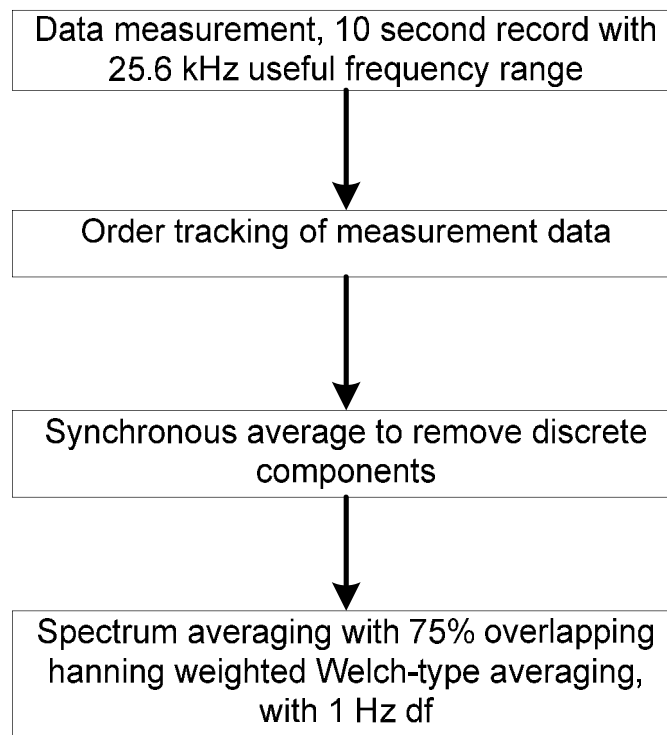 Data measurement, 10 second record with
25.6 kHz useful frequency range
Order tracking of measurement data
Synchronous average to remove discrete
components
Spectrum averaging with 75% overlapping
hanning weighted Welch-type averaging,
with 1 Hz df